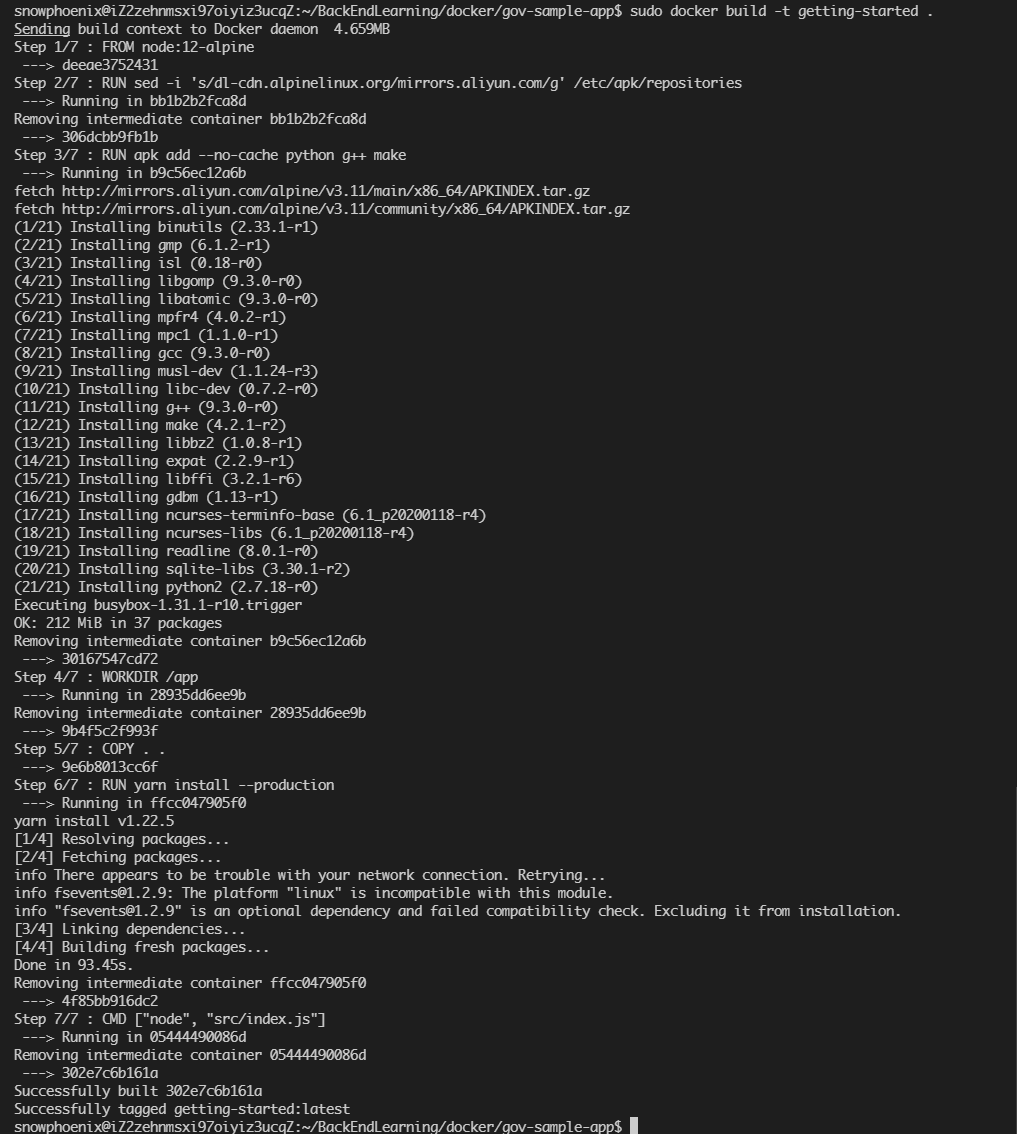 snowphoenix@iZ2zehnmsxi97oiyiz3ucqZ:~/BackEndLearning/docker/gov-sample-app$ sudo docker build -t getting-started .
Sending build context to Docker daemon  4.659MB
Step 1/7 : FROM node:12-alpine
 ---> deeae3752431
Step 2/7 : RUN sed -i 's/dl-cdn.alpinelinux.org/mirrors.aliyun.com/g' /etc/apk/repositories
 ---> Running in bb1b2b2fca8d
Removing intermediate container bb1b2b2fca8d
 ---> 306dcbb9fb1b
Step 3/7 : RUN apk add --no-cache python g++ make
 ---> Running in b9c56ec12a6b
fetch http://mirrors.aliyun.com/alpine/v3.11/main/x86_64/APKINDEX.tar.gz
fetch http://mirrors.aliyun.com/alpine/v3.11/community/x86_64/APKINDEX.tar.gz
(1/21) Installing binutils (2.33.1-r1)
(2/21) Installing gmp (6.1.2-r1)
(3/21) Installing isl (0.18-r0)
(4/21) Installing libgomp (9.3.0-r0)
(5/21) Installing libatomic (9.3.0-r0)
(6/21) Installing mpfr4 (4.0.2-r1)
(7/21) Installing mpc1 (1.1.0-r1)
(8/21) Installing gcc (9.3.0-r0)
(9/21) Installing musl-dev (1.1.24-r3)
(10/21) Installing libc-dev (0.7.2-r0)
(11/21) Installing g++ (9.3.0-r0)
(12/21) Installing make (4.2.1-r2)
(13/21) Installing libbz2 (1.0.8-r1)
(14/21) Installing expat (2.2.9-r1)
(15/21) Installing libffi (3.2.1-r6)
(16/21) Installing gdbm (1.13-r1)
(17/21) Installing ncurses-terminfo-base (6.1_p20200118-r4)
(18/21) Installing ncurses-libs (6.1_p20200118-r4)
(19/21) Installing readline (8.0.1-r0)
(20/21) Installing sqlite-libs (3.30.1-r2)
(21/21) Installing python2 (2.7.18-r0)
Executing busybox-1.31.1-r10.trigger
OK: 212 MiB in 37 packages
Removing intermediate container b9c56ec12a6b
 ---> 30167547cd72
Step 4/7 : WORKDIR /app
 ---> Running in 28935dd6ee9b
Removing intermediate container 28935dd6ee9b
 ---> 9b4f5c2f993f
Step 5/7 : COPY . .
 ---> 9e6b8013cc6f
Step 6/7 : RUN yarn install --production
 ---> Running in ffcc047905f0
yarn install v1.22.5
[1/4] Resolving packages...
[2/4] Fetching packages...
info There appears to be trouble with your network connection. Retrying...
info fsevents@1.2.9: The platform "linux" is incompatible with this module.
info "fsevents@1.2.9" is an optional dependency and failed compatibility check. Excluding it from installation.
[3/4] Linking dependencies...
[4/4] Building fresh packages...
Done in 93.45s.
Removing intermediate container ffcc047905f0
 ---> 4f85bb916dc2
Step 7/7 : CMD ["node", "src/index.js"]
 ---> Running in 05444490086d
Removing intermediate container 05444490086d
 ---> 302e7c6b161a
Successfully built 302e7c6b161a
Successfully tagged getting-started:latest
snowphoenix@iZ2zehnmsxi97oiyiz3ucqZ:~/BackEndLearning/docker/gov-sample-app$